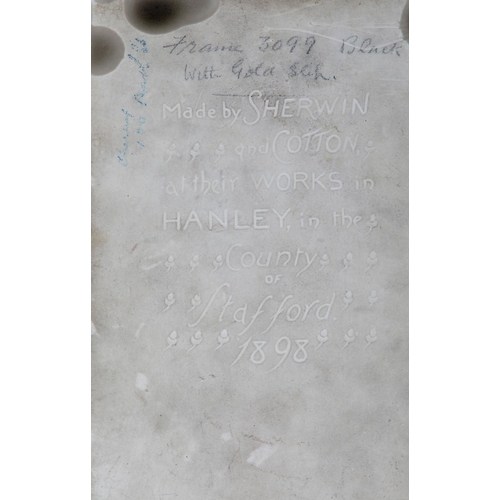 Frame 3099 Black
With Gold Slip.
Made by SHERWIN
and COTTON,
at their WORKS in
HANLEY, in the
County
OF
Stafford.
1898